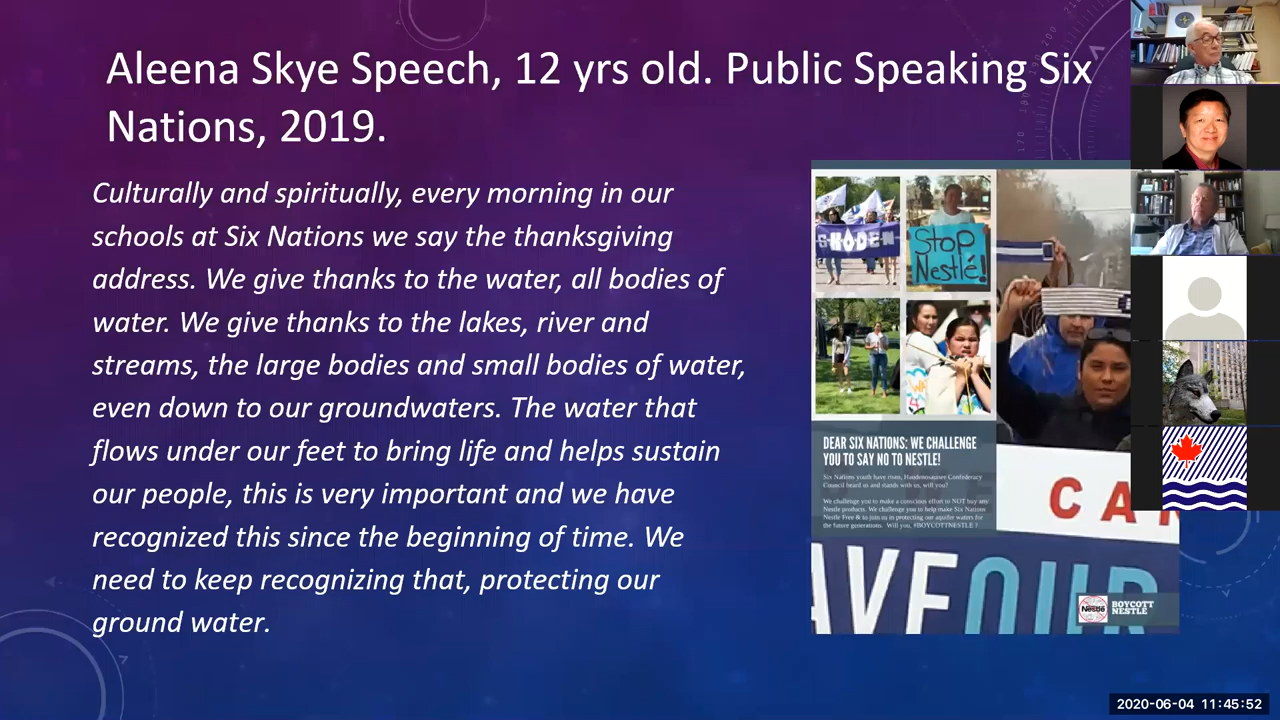 Aleena Skye Speech, 12 yrs old. Public Speaking Six
Nations, 2019.
Culturally and spiritually, every morning in our
schools at Six Nations we say the thanksgiving
address. We give thanks to the water, all bodies of
water. We give thanks to the lakes, river and
streams, the large bodies and small bodies of water,
even down to our groundwaters. The water that
flows under our feet to bring life and helps sustain
our people, this is very important and we have
recognized this since the beginning of time. We
need to keep recognizing that, protecting our
ground water.
SKODEN
Stop
Nestlé!
DEAR SIX NATIONS: WE CHALLENGE
YOU TO SAY NO TO NESTLE!
Six Nations youth have risen, Haudenosaunee Confederacy
Council heard us and stands with us, will you?
We challenge you to make a conscious effort to NOT buy any
Nestle products. We challenge you to help make Six Nations
Nestle Free & to join us in protecting our aquifer waters for
the future generations. Will you, #BOYCOTTNESTLE ?
CA
AVE OUR
Nestle
BOYCOTT
NESTLE
170
180
190
200
210
2020-06-04 11:45:52